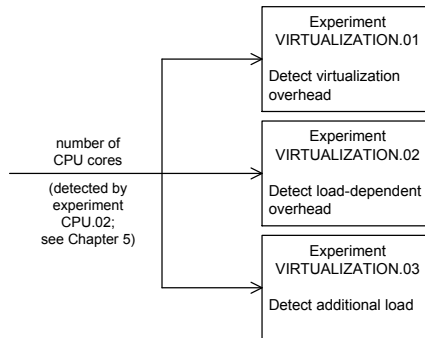 Experiment
VIRTUALIZATION.01
Detect virtualization
overhead
number of
CPU cores
(detected by
experiment
CPU.02;
see Chapter 5)
Experiment
VIRTUALIZATION.02
Detect load-dependent
overhead
Experiment
VIRTUALIZATION.03
Detect additional load